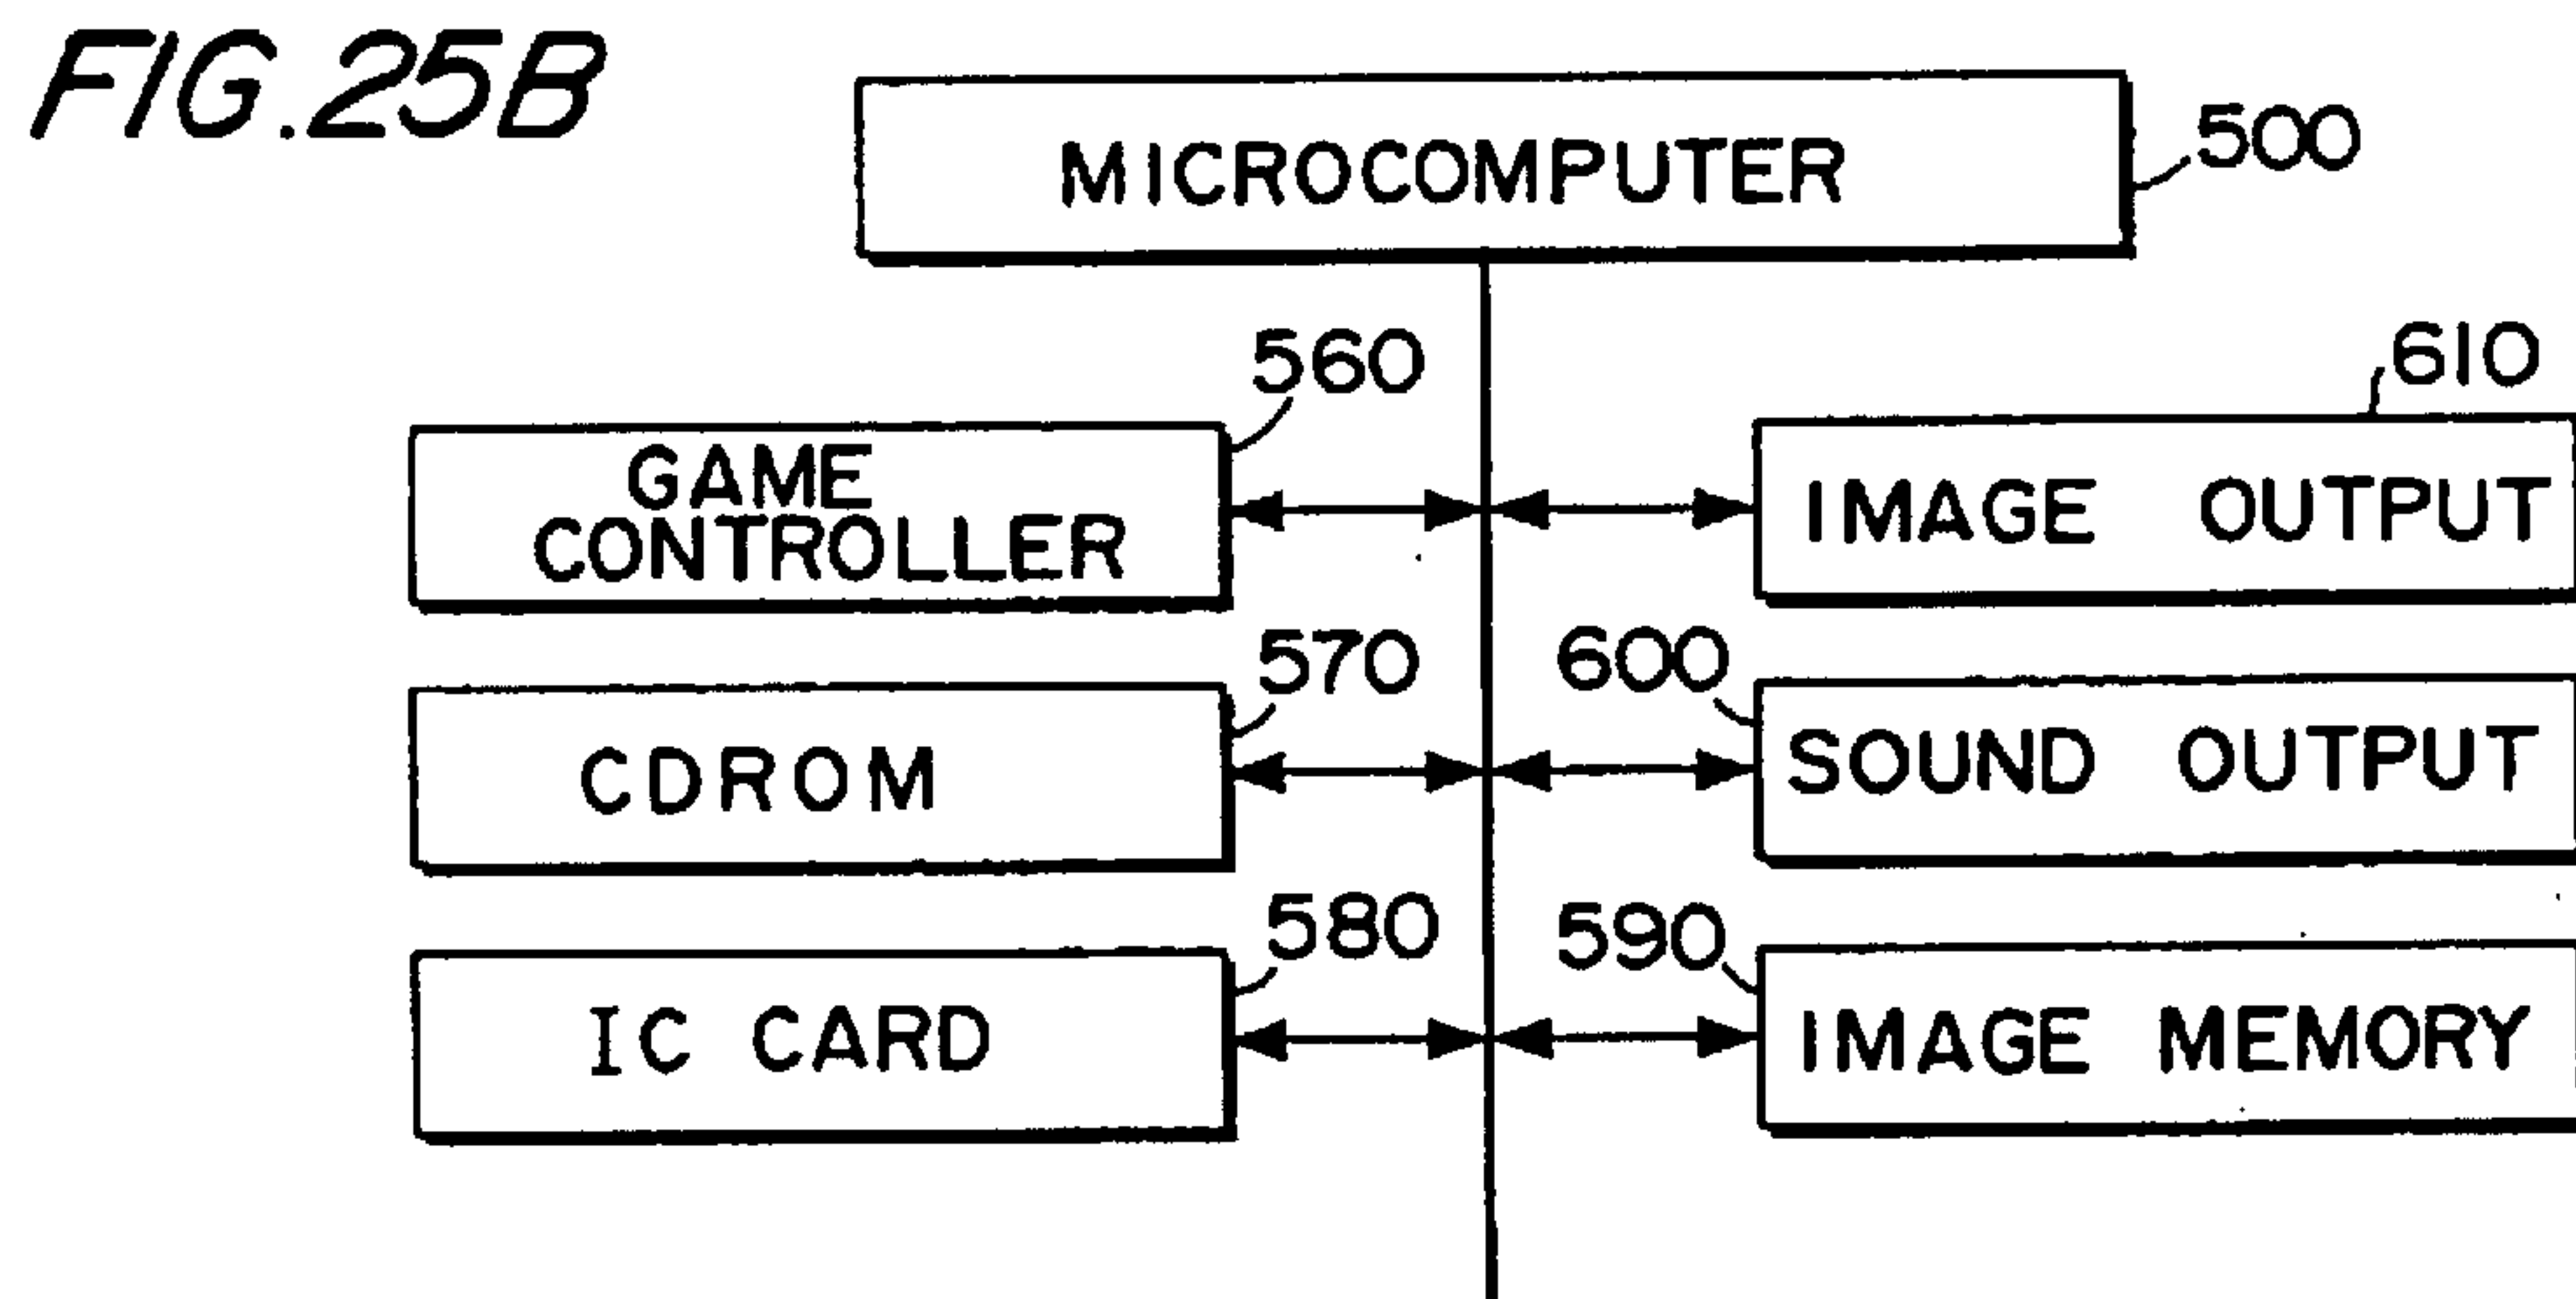 FIG.25B
MICROCOMPUTER
500
560
610
GAME
CONTROLLER
IMAGE OUTPUT
570
600
CDROM
SOUND OUTPUT
580
590
IC CARD
IMAGE MEMORY